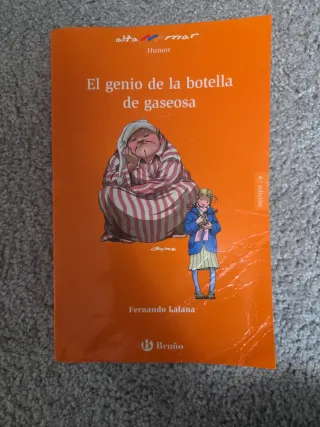 alta mar
Humor
El genio de la botella
de gaseosa
Fernando Lalana
Bruño